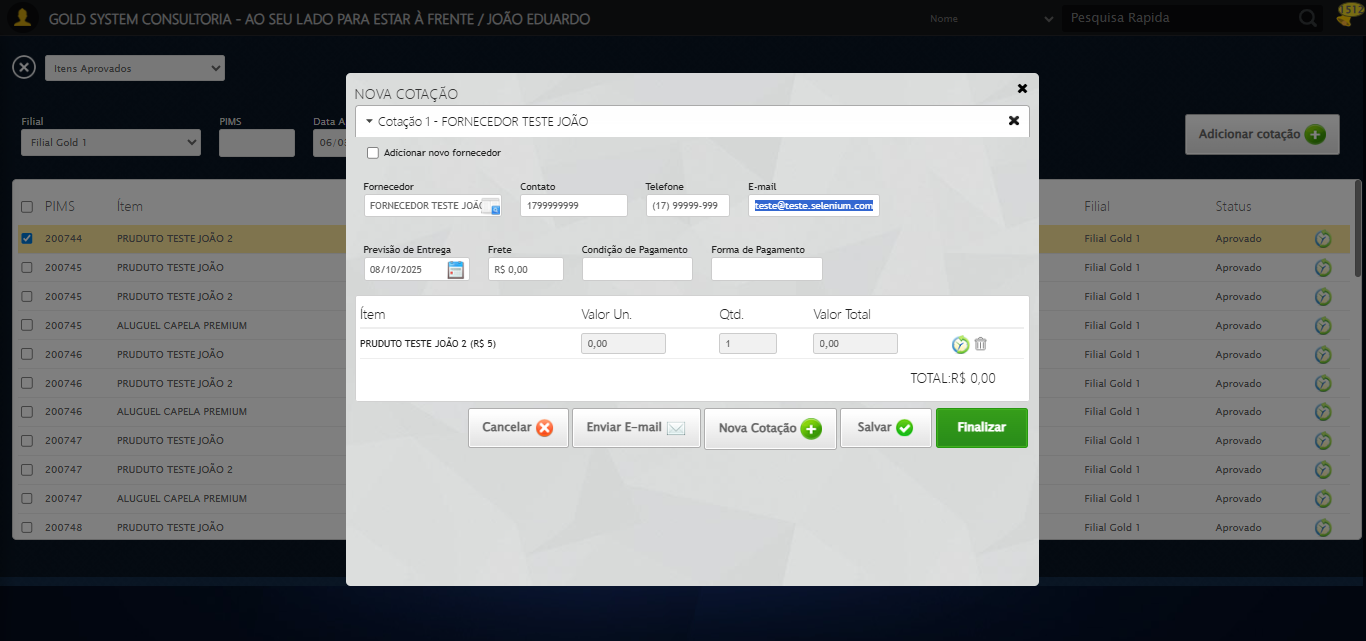 GOLD SYSTEM CONSULTORIA - AO SEU LADO PARA ESTAR À FRENTE / JOÃO EDUARDO
Nome
Pesquisa Rapida
1512
Itens Aprovados
Filial
PIMS
Data A
Filial Gold 1
06/0
Adicionar cotação
NOVA COTAÇÃO
Cotação 1 - FORNECEDOR TESTE JOÃO
Adicionar novo fornecedor
Fornecedor
Contato
Telefone
E-mail
FORNECEDOR TESTE JOÃO
1799999999
(17) 99999-999
teste@teste.selenium.com
Previsão de Entrega
Frete
Condição de Pagamento
Forma de Pagamento
08/10/2025
R$ 0,00
Ítem
Valor Un.
Qtd.
Valor Total
PRUDUTO TESTE JOÃO 2 (R$ 5)
0,00
1
0,00
TOTAL:R$ 0,00
Cancelar
Enviar E-mail
Nova Cotação
Salvar
Finalizar
PIMS Ítem Filial Status
200744 PRUDUTO TESTE JOÃO 2 Filial Gold 1 Aprovado
200745 PRUDUTO TESTE JOÃO Filial Gold 1 Aprovado
200745 PRUDUTO TESTE JOÃO 2 Filial Gold 1 Aprovado
200745 ALUGUEL CAPELA PREMIUM Filial Gold 1 Aprovado
200746 PRUDUTO TESTE JOÃO Filial Gold 1 Aprovado
200746 PRUDUTO TESTE JOÃO 2 Filial Gold 1 Aprovado
200746 ALUGUEL CAPELA PREMIUM Filial Gold 1 Aprovado
200747 PRUDUTO TESTE JOÃO Filial Gold 1 Aprovado
200747 PRUDUTO TESTE JOÃO 2 Filial Gold 1 Aprovado
200747 ALUGUEL CAPELA PREMIUM Filial Gold 1 Aprovado
200748 PRUDUTO TESTE JOÃO Filial Gold 1 Aprovado